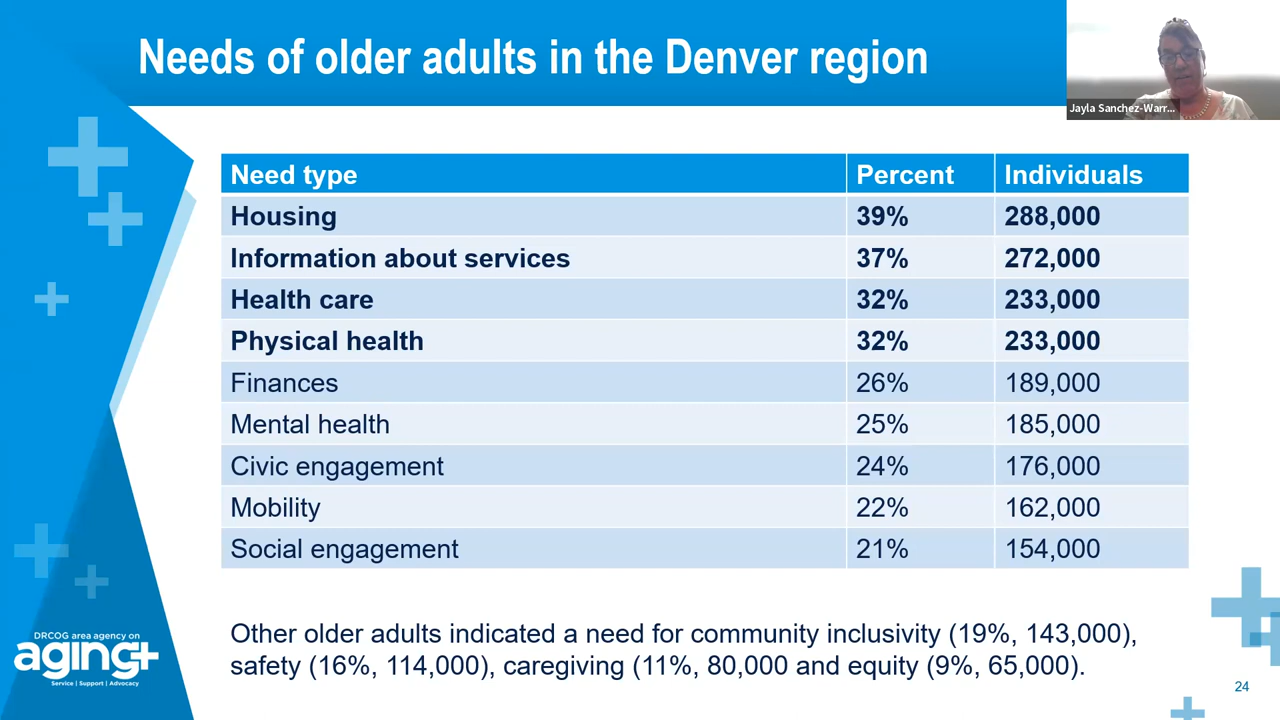 Needs of older adults in the Denver region
Jayla Sanchez-Warr...
Need type Percent Individuals
Housing 39% 288,000
Information about services 37% 272,000
Health care 32% 233,000
Physical health 32% 233,000
Finances 26% 189,000
Mental health 25% 185,000
Civic engagement 24% 176,000
Mobility 22% 162,000
Social engagement 21% 154,000
Other older adults indicated a need for community inclusivity (19%, 143,000),
safety (16%, 114,000), caregiving (11%, 80,000 and equity (9%, 65,000).
DRCOG area agency on
aging+
Service | Support | Advocacy
24